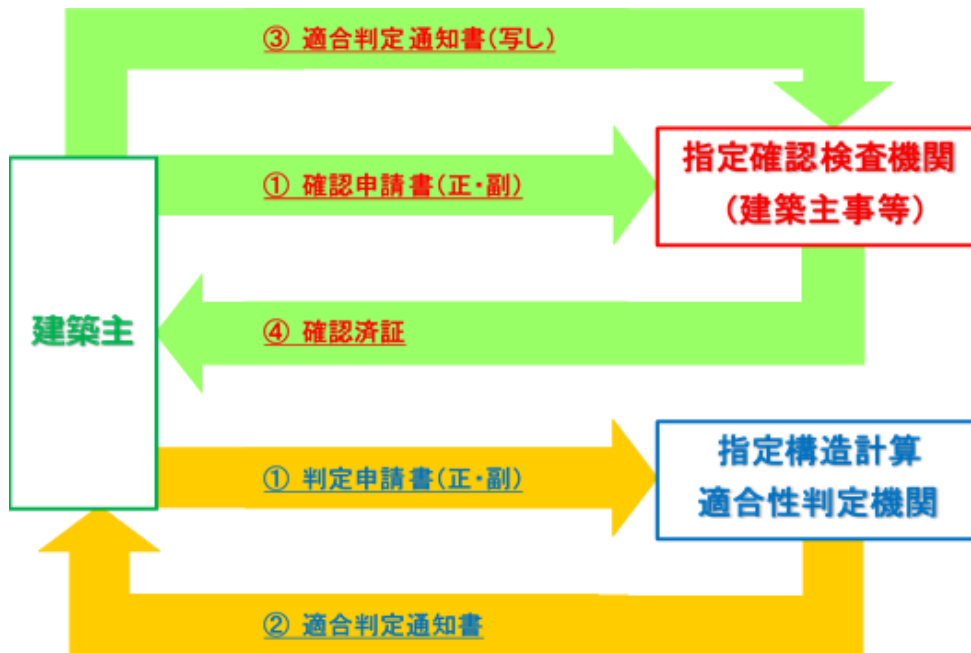 ③ 適合判定通知書(写し)
指定確認検査機関
(建築主事等)
① 確認申請書(正・副)
建築主
④ 確認済証
指定構造計算
適合性判定機関
① 判定申請書(正・副)
② 適合判定通知書